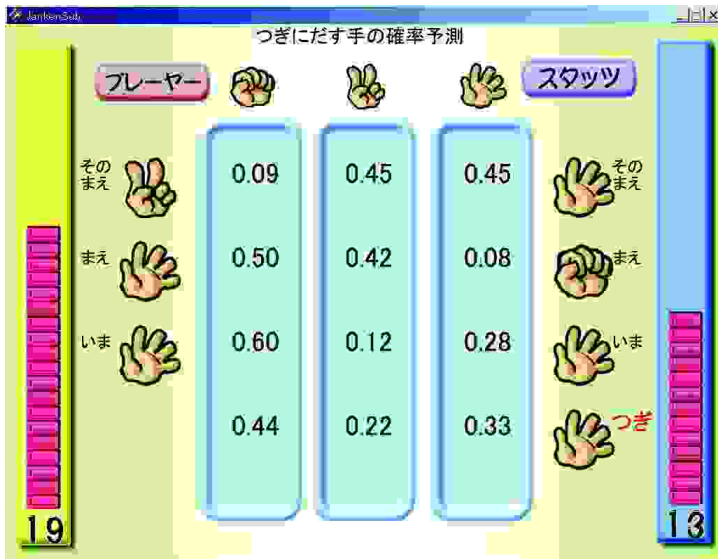 JankenSub
つぎにだす手の確率予測
プレーヤー
スタッツ
その
まえ
0.09 0.45 0.45
その
まえ
まえ
0.50 0.42 0.08
まえ
いま
0.60 0.12 0.28
いま
0.44 0.22 0.33
つぎ
19
13